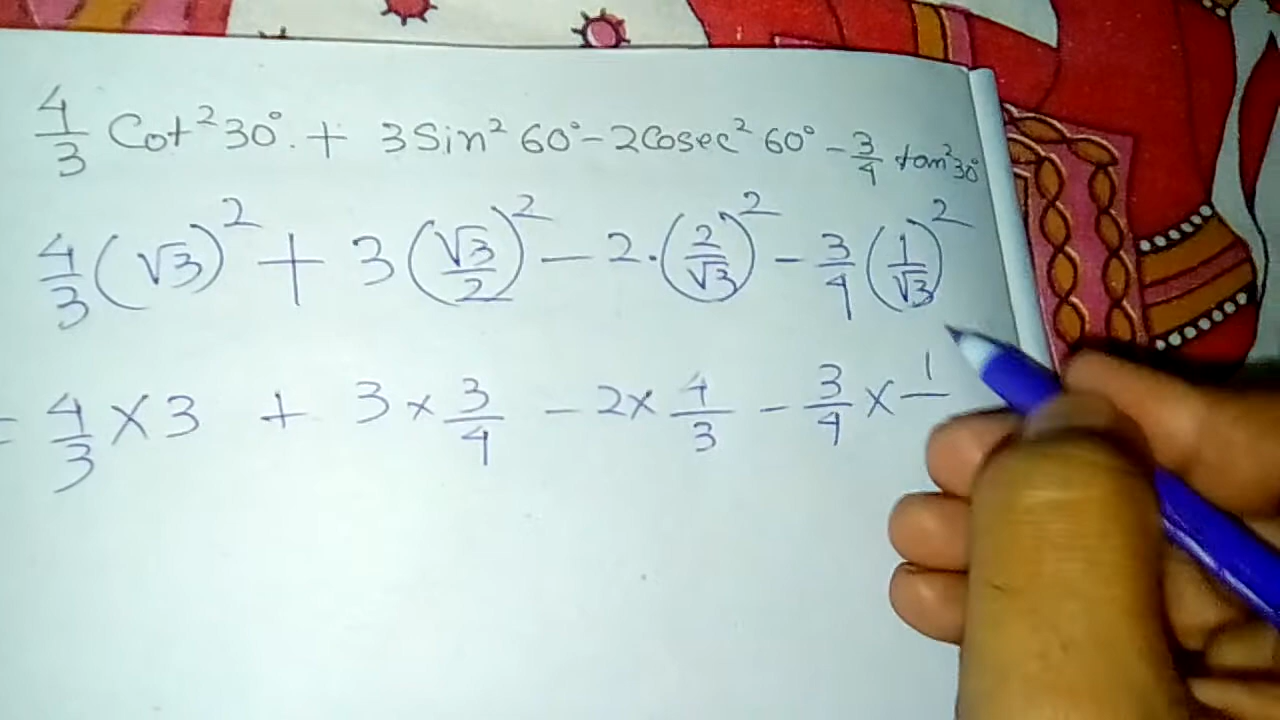 4/3 Cot²30° + 3Sin²60° - 2Cosec²60° - 3/4 tan²30°
4/3 (√3)² + 3(√3/2)² - 2.(2/√3)² - 3/4 (1/√3)²
= 4/3 × 3 + 3 × 3/4 - 2 × 4/3 - 3/4 × 1/